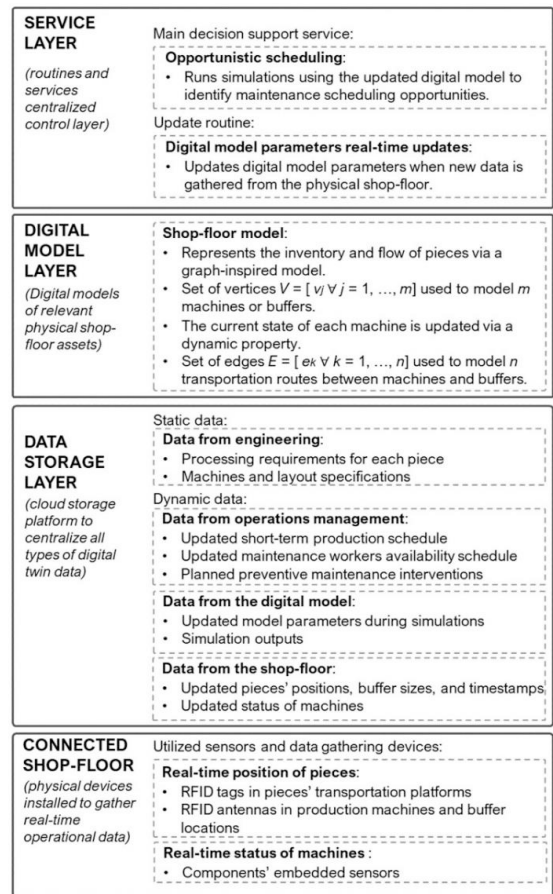 SERVICE
LAYER
(routines and
services
centralized
control layer)
Main decision support service:
Opportunistic scheduling:
• Runs simulations using the updated digital model to
identify maintenance scheduling opportunities.
Update routine:
Digital model parameters real-time updates:
• Updates digital model parameters when new data is
gathered from the physical shop-floor.
DIGITAL
MODEL
LAYER
(Digital models
of relevant
physical shop-
floor assets)
Shop-floor model:
• Represents the inventory and flow of pieces via a
graph-inspired model.
• Set of vertices V = [ vj ∀ j = 1, …, m] used to model m
machines or buffers.
• The current state of each machine is updated via a
dynamic property.
• Set of edges E = [ ek ∀ k = 1, …, n] used to model n
transportation routes between machines and buffers.
DATA
STORAGE
LAYER
(cloud storage
platform to
centralize all
types of digital
twin data)
Static data:
Data from engineering:
• Processing requirements for each piece
• Machines and layout specifications
Dynamic data:
Data from operations management:
• Updated short-term production schedule
• Updated maintenance workers availability schedule
• Planned preventive maintenance interventions
Data from the digital model:
• Updated model parameters during simulations
• Simulation outputs
Data from the shop-floor:
• Updated pieces' positions, buffer sizes, and timestamps
• Updated status of machines
CONNECTED
SHOP-FLOOR
(physical devices
installed to gather
real-time
operational data)
Utilized sensors and data gathering devices:
Real-time position of pieces:
• RFID tags in pieces' transportation platforms
• RFID antennas in production machines and buffer
locations
Real-time status of machines :
• Components' embedded sensors